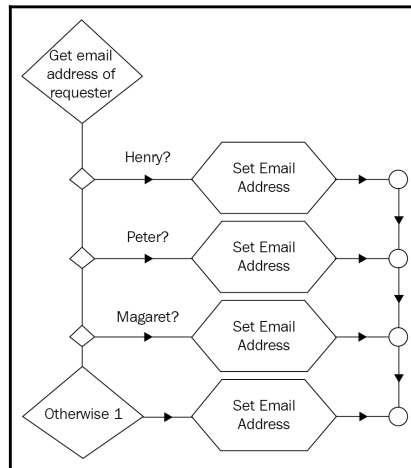 Get email
address of
requester
Henry?
Set Email
Address
Peter?
Set Email
Address
Magaret?
Set Email
Address
Otherwise 1
Set Email
Address